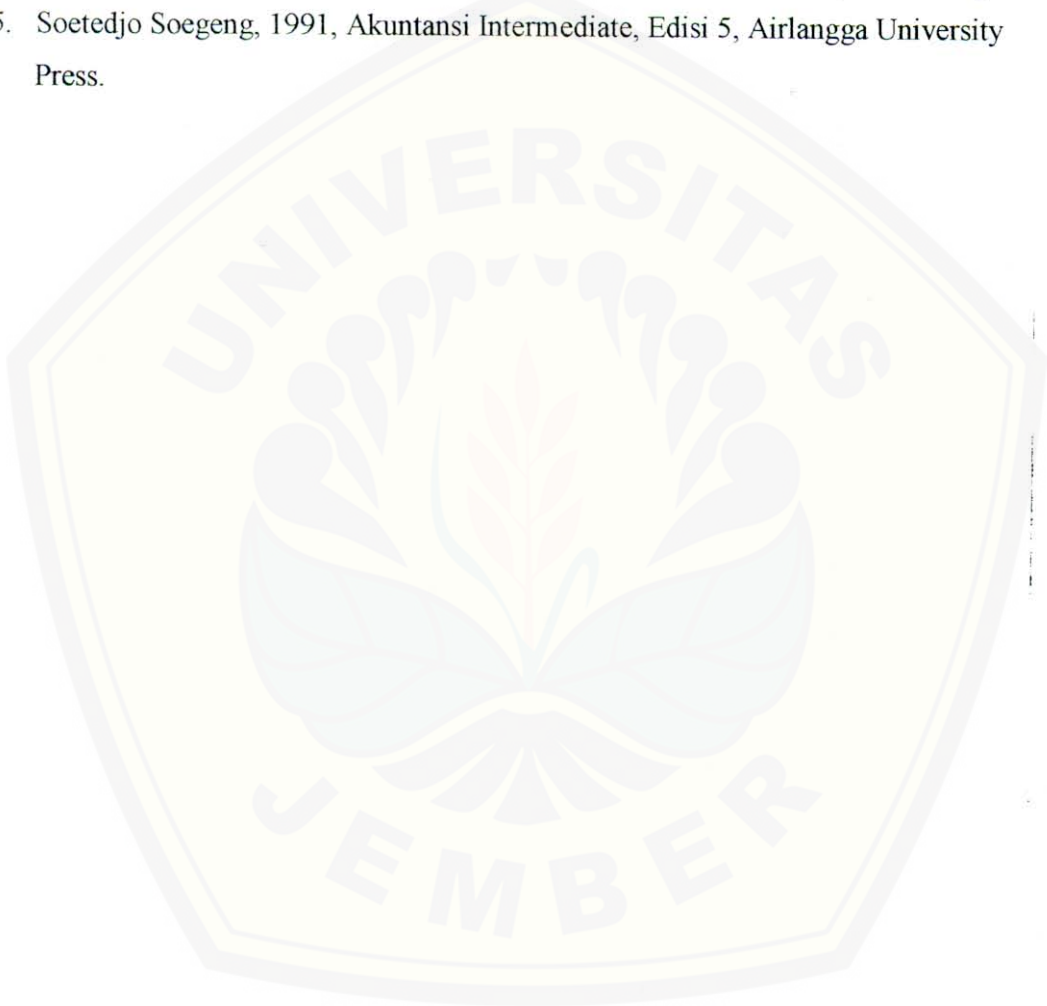 5. Soetedjo Soegeng, 1991, Akuntansi Intermediate, Edisi 5, Airlangga University
Press.
UNIVERSITAS
JEMBER